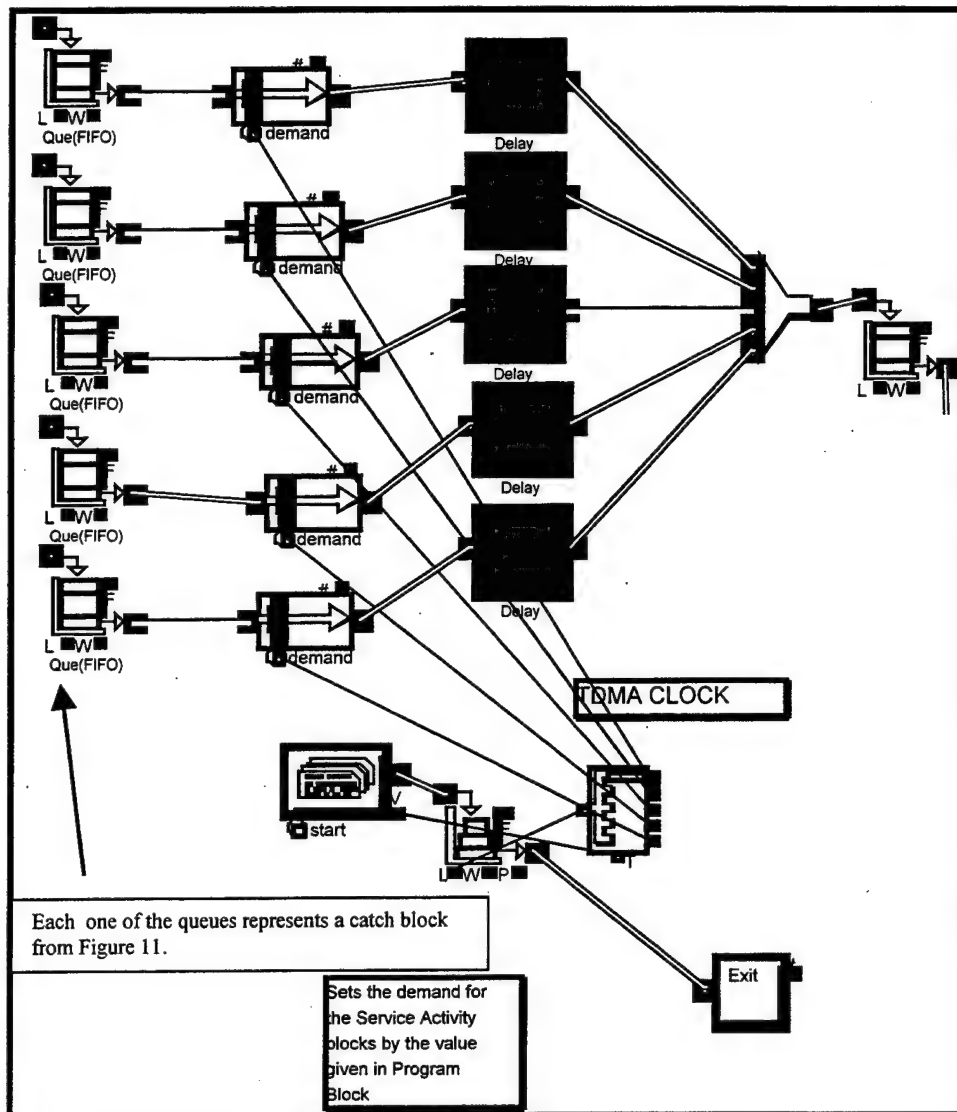 #
demand
L W
Que(FIFO)
Delay
#
demand
L W
Que(FIFO)
Delay
#
demand
L W
Que(FIFO)
Delay
L W
#
demand
L W
Que(FIFO)
Delay
#
demand
L W
Que(FIFO)
Delay
TDMA CLOCK
V
start
L W P
Each one of the queues represents a catch block
from Figure 11.
Exit
Sets the demand for
the Service Activity
blocks by the value
given in Program
Block